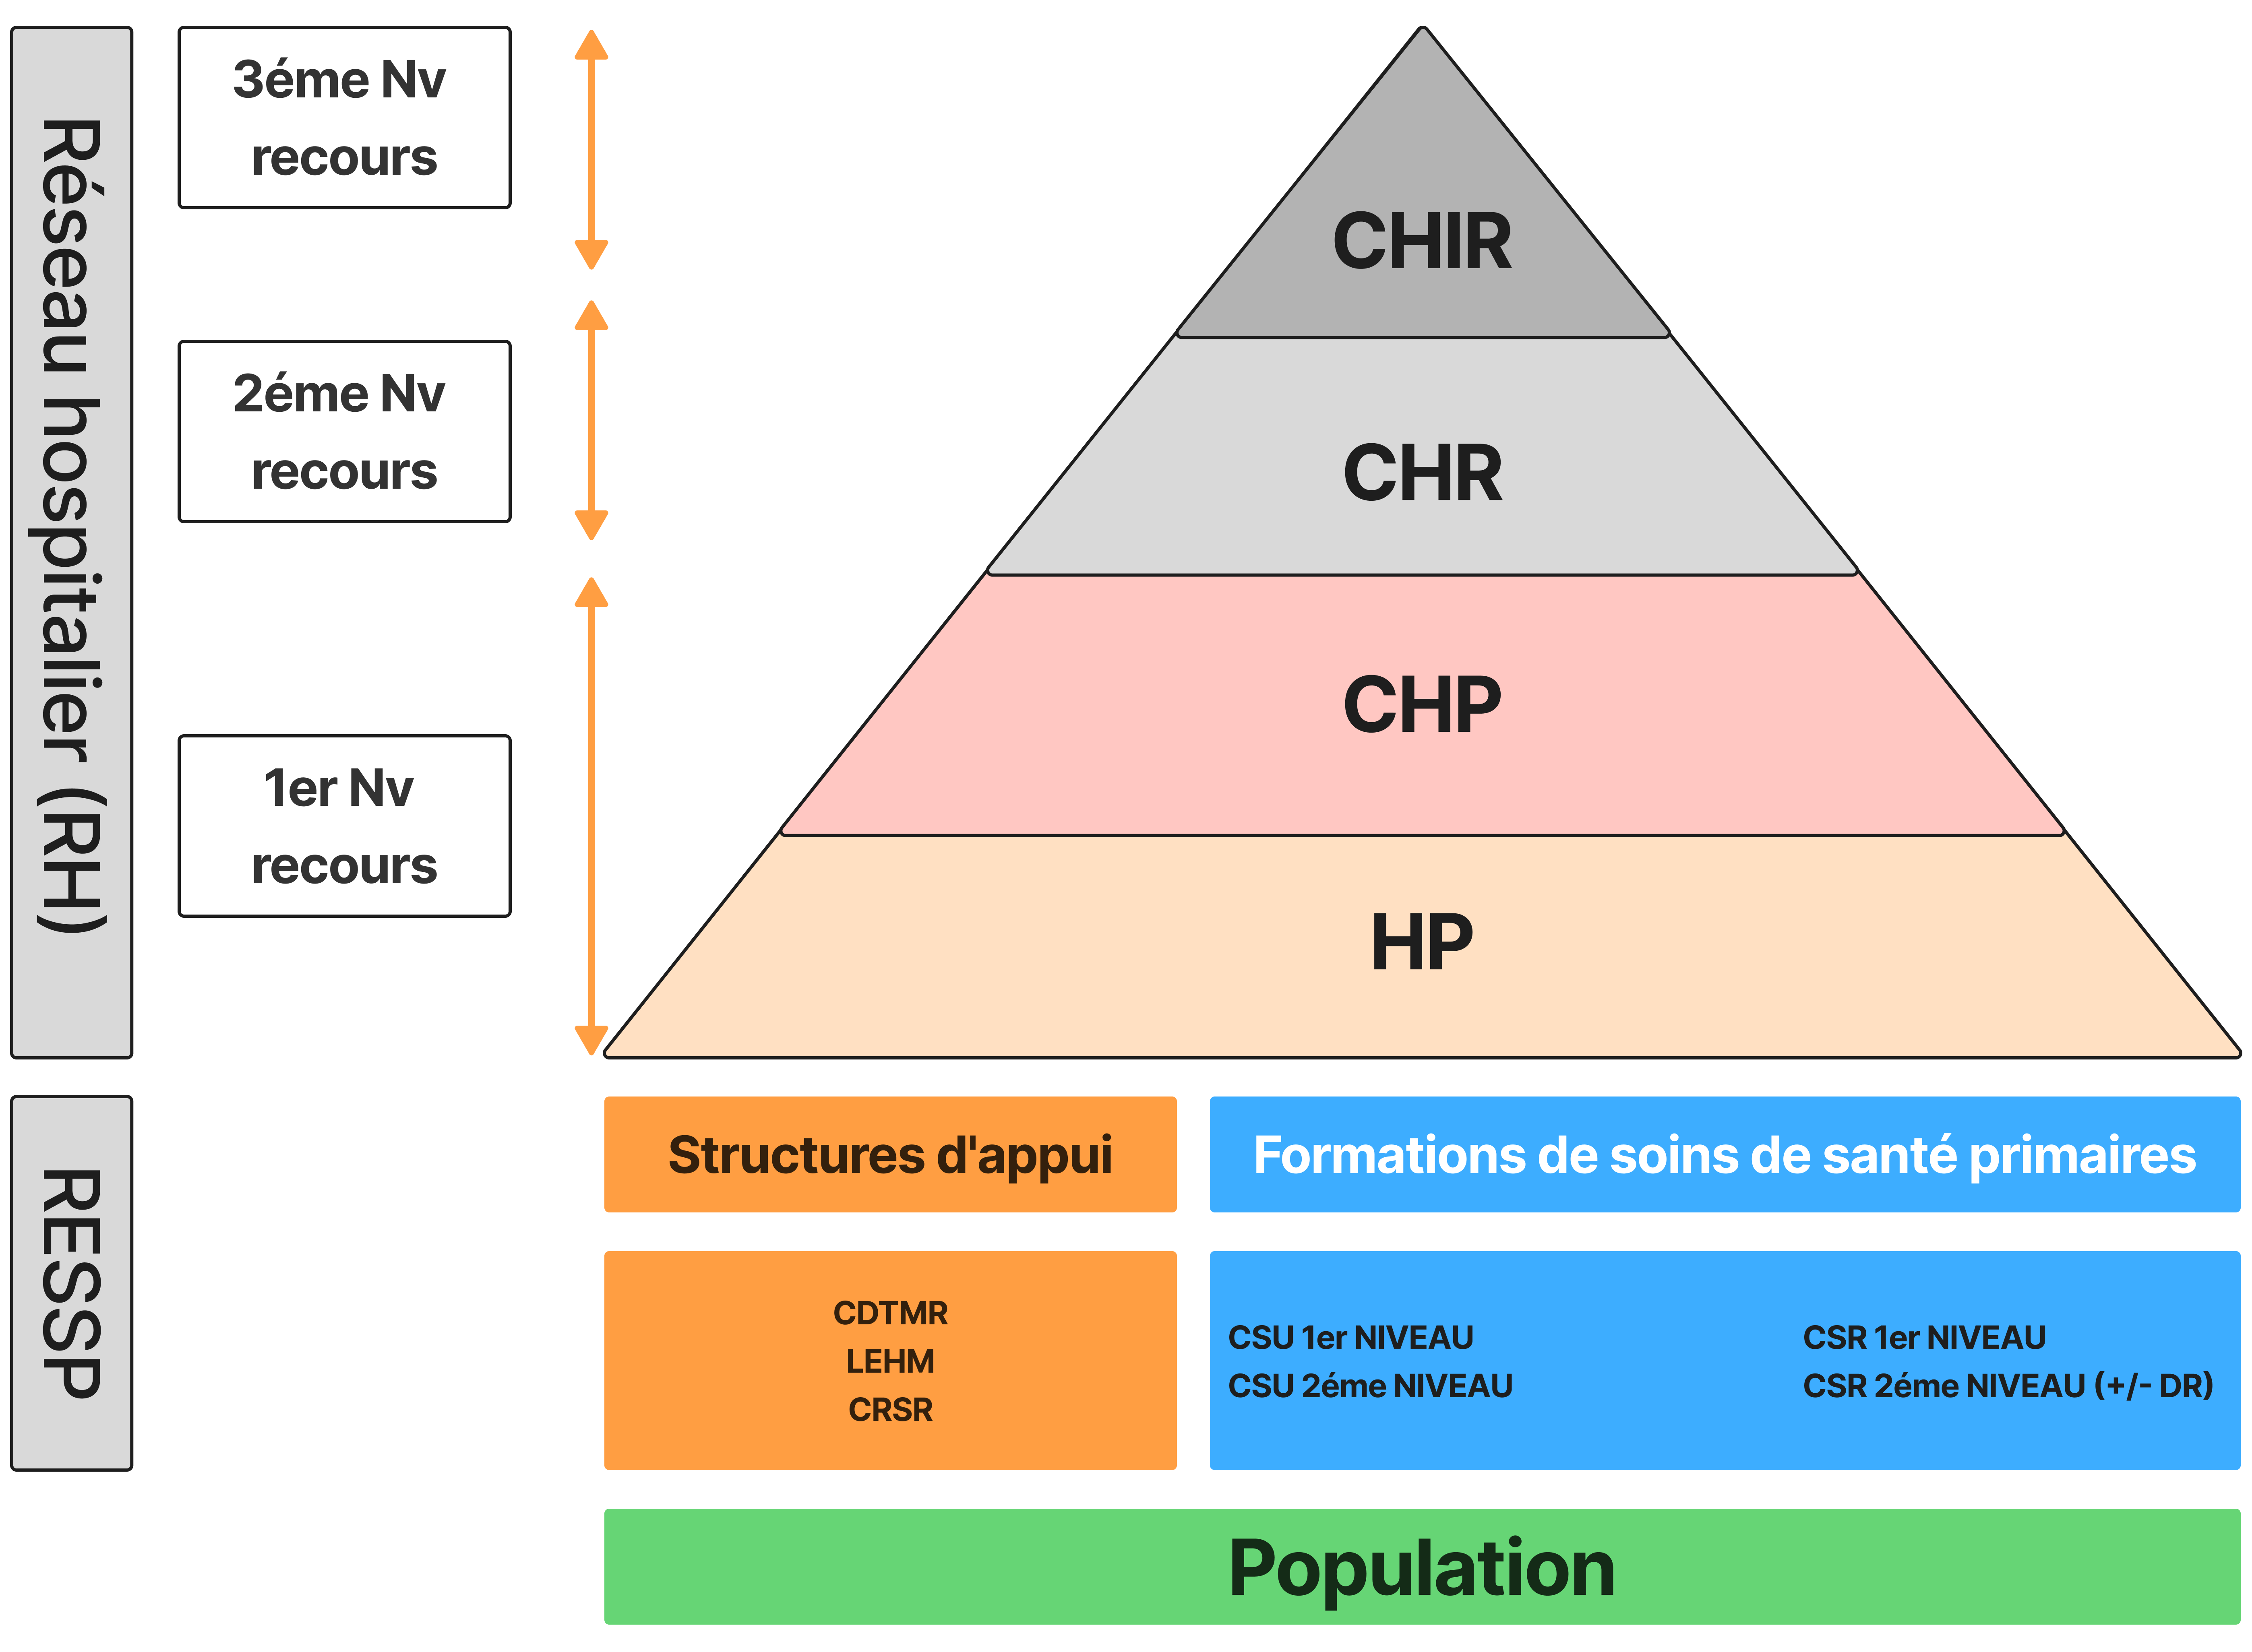 Réseau hospitalier (RH)
3éme Nv
recours
2éme Nv
recours
1er Nv
recours
CHIR
CHR
CHP
HP
RESSP
Structures d'appui
Formations de soins de santé primaires
CDTMR
LEHM
CRSR
CSU 1er NIVEAU
CSU 2éme NIVEAU
CSR 1er NIVEAU
CSR 2éme NIVEAU (+/- DR)
Population